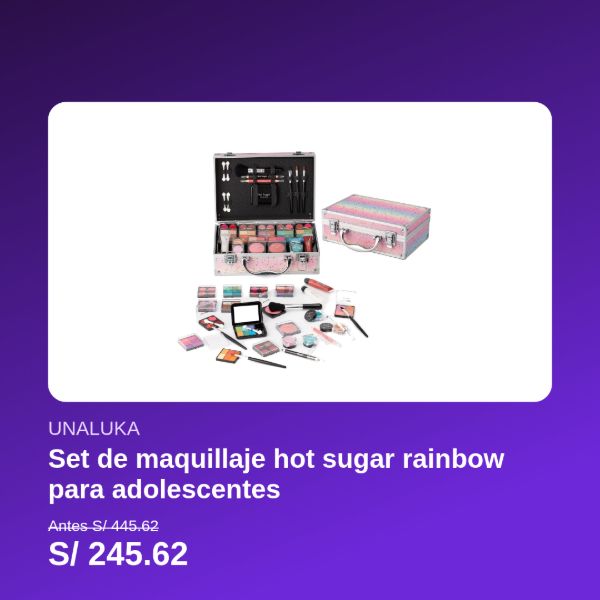 UNALUKA
Set de maquillaje hot sugar rainbow
para adolescentes
Antes S/ 445.62
S/ 245.62